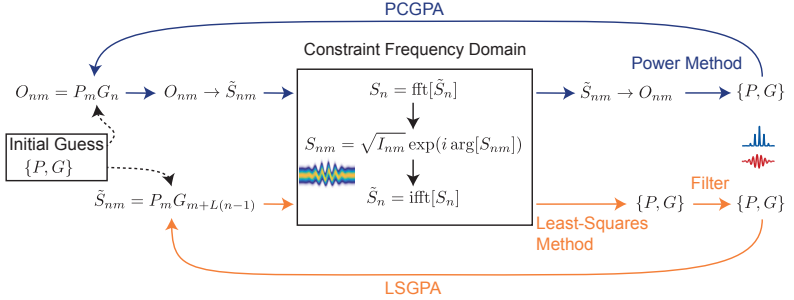 PCGPA
Constraint Frequency Domain
O_{nm} = P_m G_n
O_{nm} → S̃_{nm}
S_n = fft[S̃_n]
S_{nm} = √I_{nm} exp(i arg[S_{nm}])
S̃_n = ifft[S_n]
S̃_{nm} → O_{nm}
Power Method
{P, G}
Initial Guess
{P, G}
S̃_{nm} = P_m G_{m+L(n−1)}
Least-Squares
Method
{P, G}
Filter
{P, G}
LSGPA